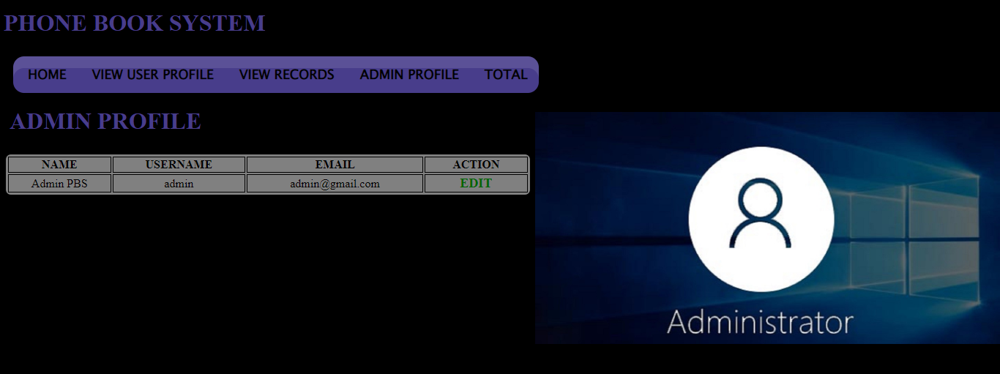 PHONE BOOK SYSTEM
HOME VIEW USER PROFILE VIEW RECORDS ADMIN PROFILE TOTAL
ADMIN PROFILE
NAME USERNAME EMAIL ACTION
Admin PBS admin admin@gmail.com EDIT
Administrator